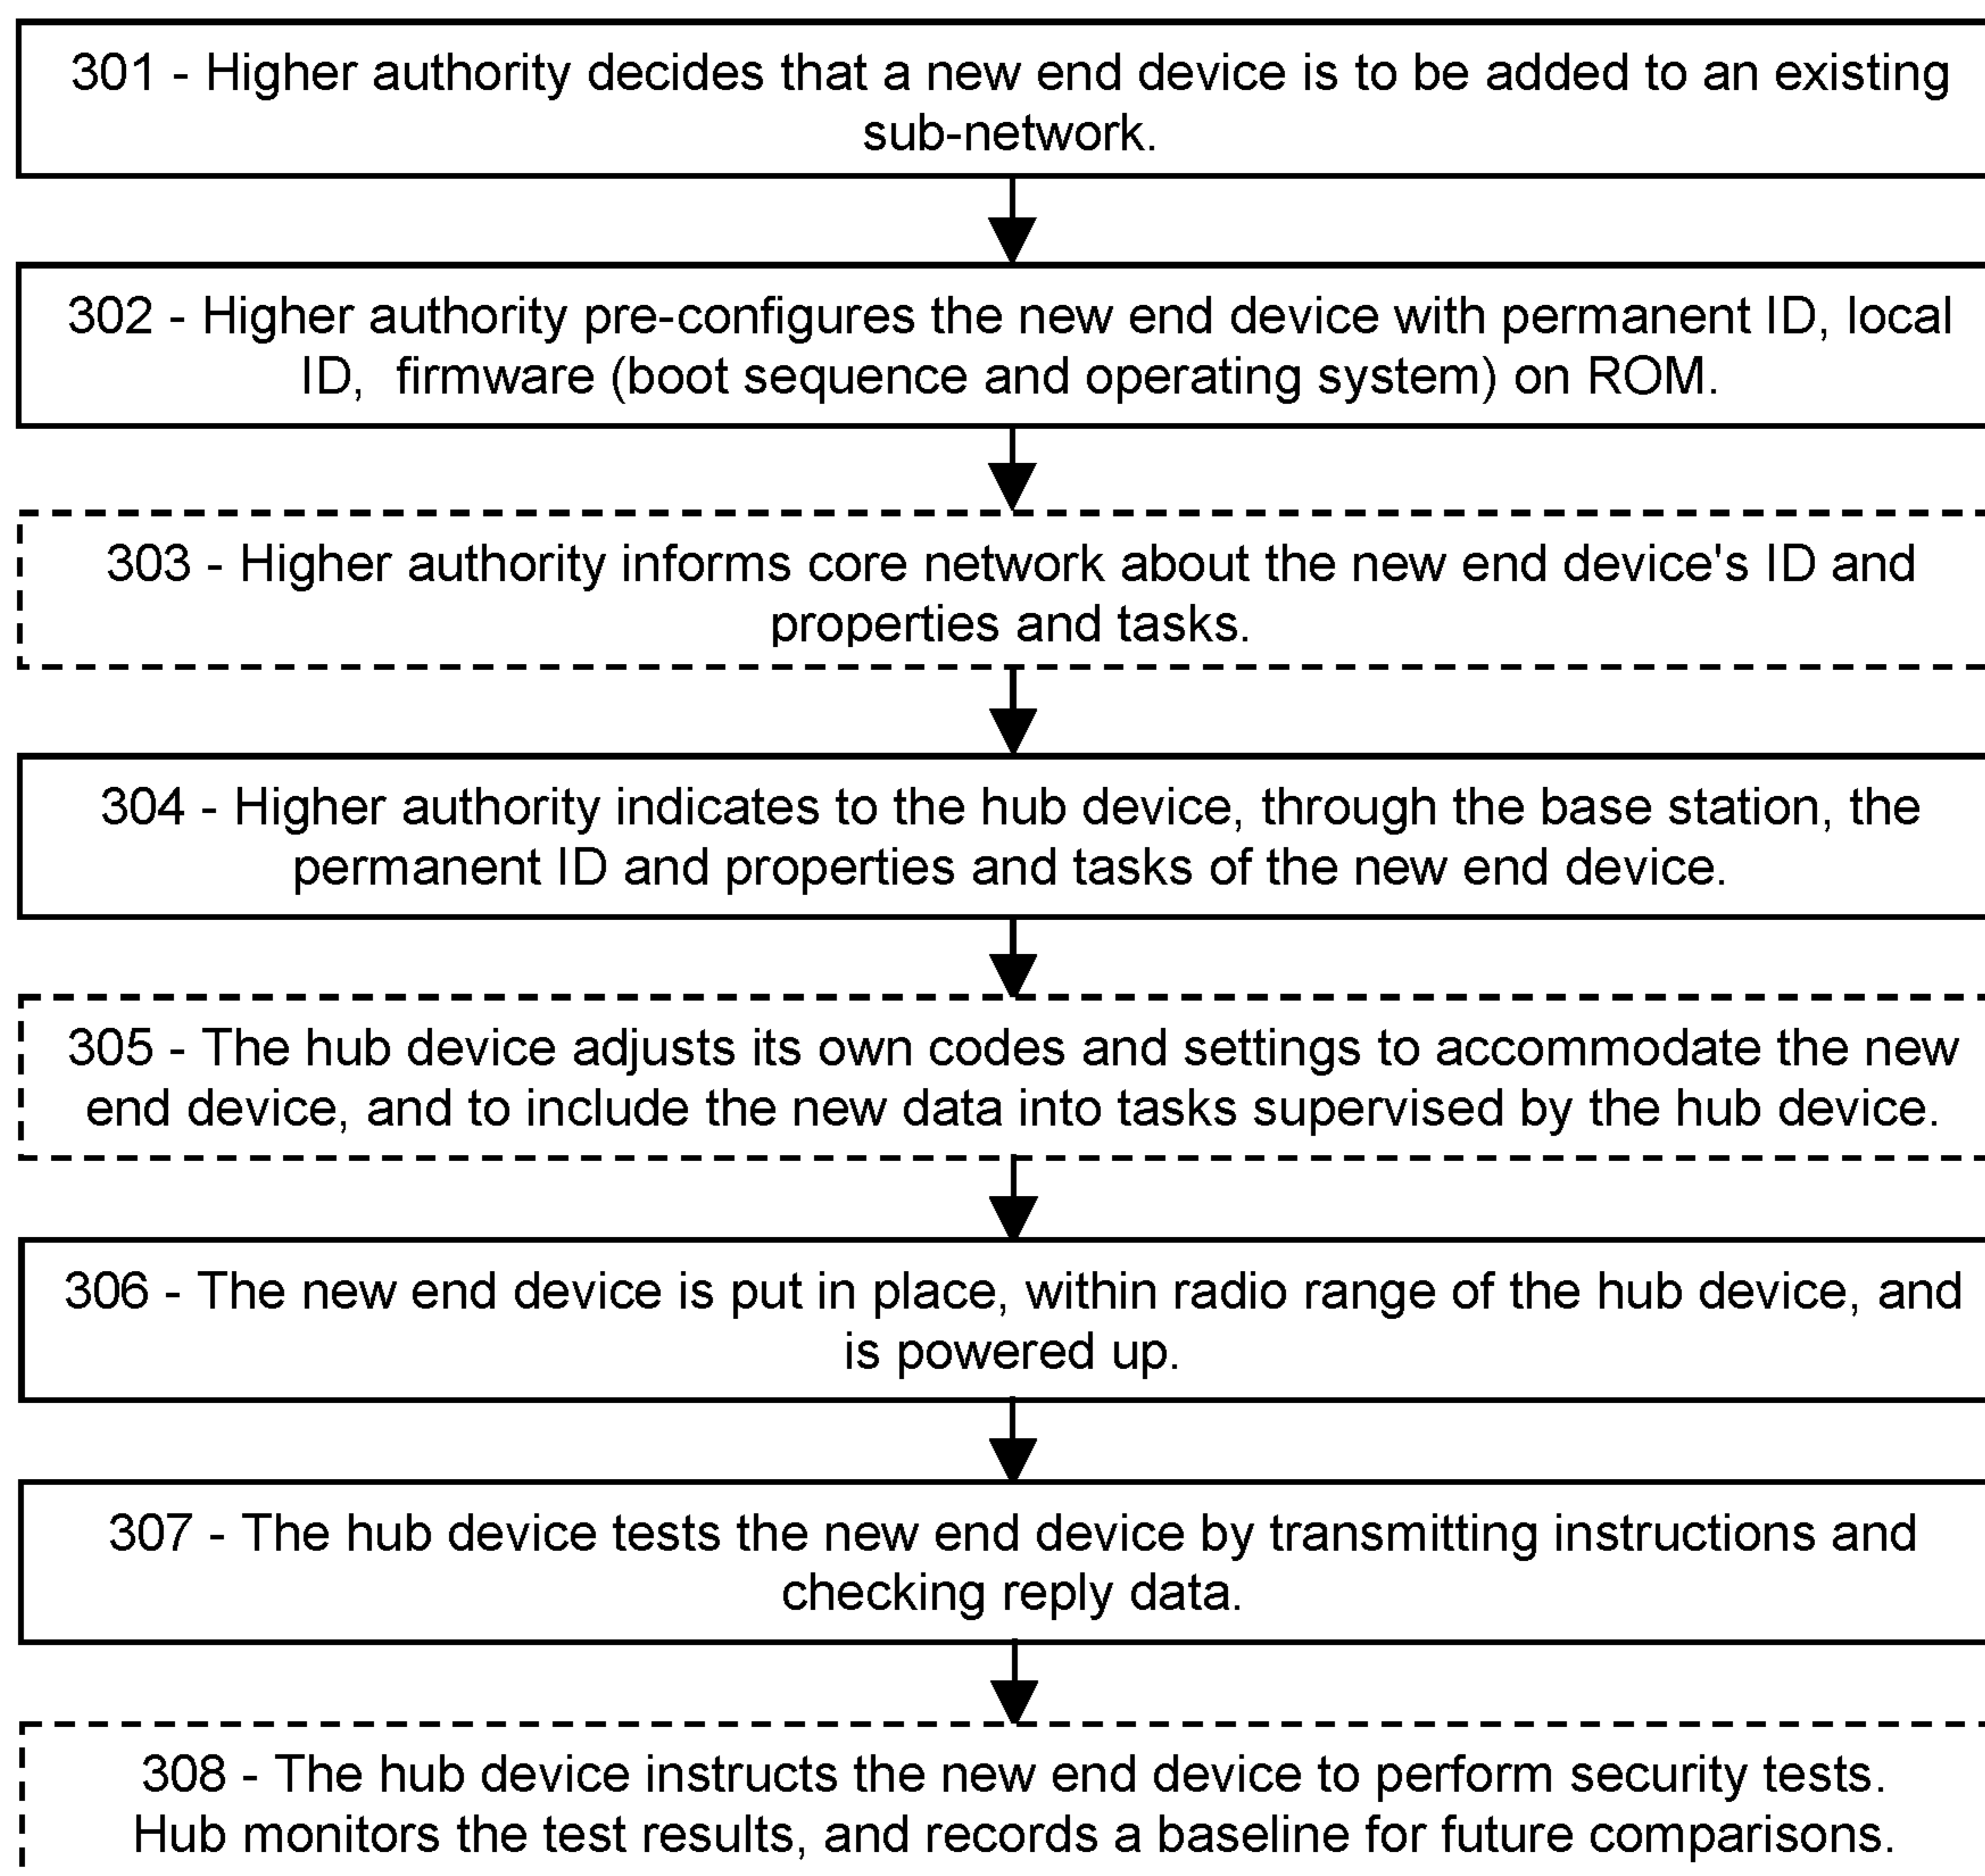 301 - Higher authority decides that a new end device is to be added to an existing
sub-network.
302 - Higher authority pre-configures the new end device with permanent ID, local
ID,  firmware (boot sequence and operating system) on ROM.
303 - Higher authority informs core network about the new end device's ID and
properties and tasks.
304 - Higher authority indicates to the hub device, through the base station, the
permanent ID and properties and tasks of the new end device.
305 - The hub device adjusts its own codes and settings to accommodate the new
end device, and to include the new data into tasks supervised by the hub device.
306 - The new end device is put in place, within radio range of the hub device, and
is powered up.
307 - The hub device tests the new end device by transmitting instructions and
checking reply data.
308 - The hub device instructs the new end device to perform security tests.
Hub monitors the test results, and records a baseline for future comparisons.